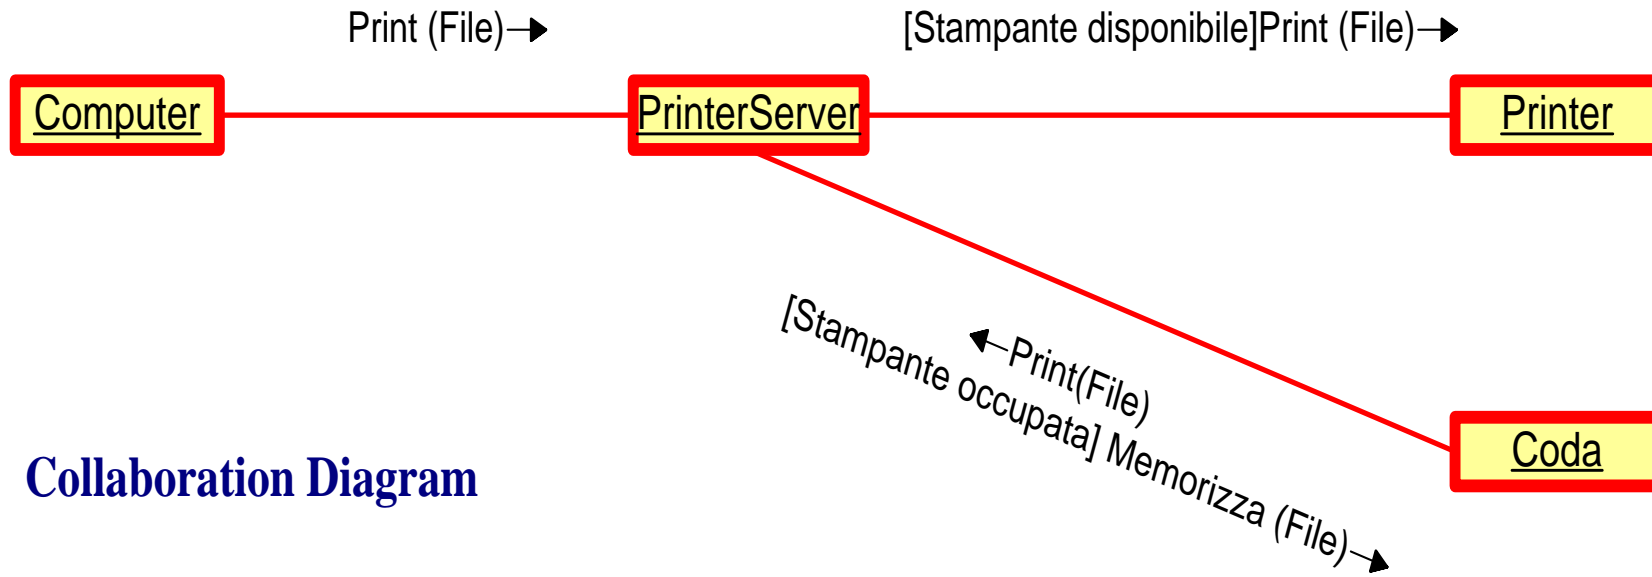 Print (File)
[Stampante disponibile]Print (File)
Computer
PrinterServer
Printer
Print(File)
[Stampante occupata] Memorizza (File)
Coda
Collaboration Diagram